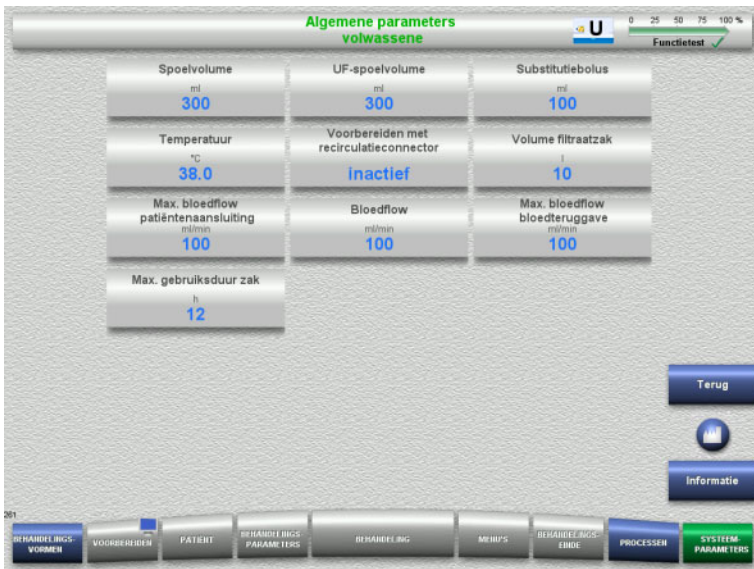 Algemene parameters
volwassene
U
0 25 50 75 100 %
Functietest
Spoelvolume
ml
300
UF-spoelvolume
ml
300
Substitutiebolus
ml
100
Temperatuur
°C
38.0
Voorbereiden met
recirculatieconnector
inactief
Volume filtraatzak
l
10
Max. bloedflow
patiëntenaansluiting
ml/min
100
Bloedflow
ml/min
100
Max. bloedflow
bloedteruggave
ml/min
100
Max. gebruiksduur zak
h
12
Terug
Informatie
261
BEHANDELINGS-
VORMEN
VOORBEREIDEN
PATIËNT
BEHANDELINGS
PARAMETERS
BEHANDELING
MENU'S
BEHANDELINGS-
EINDE
PROCESSEN
SYSTEEM-
PARAMETERS